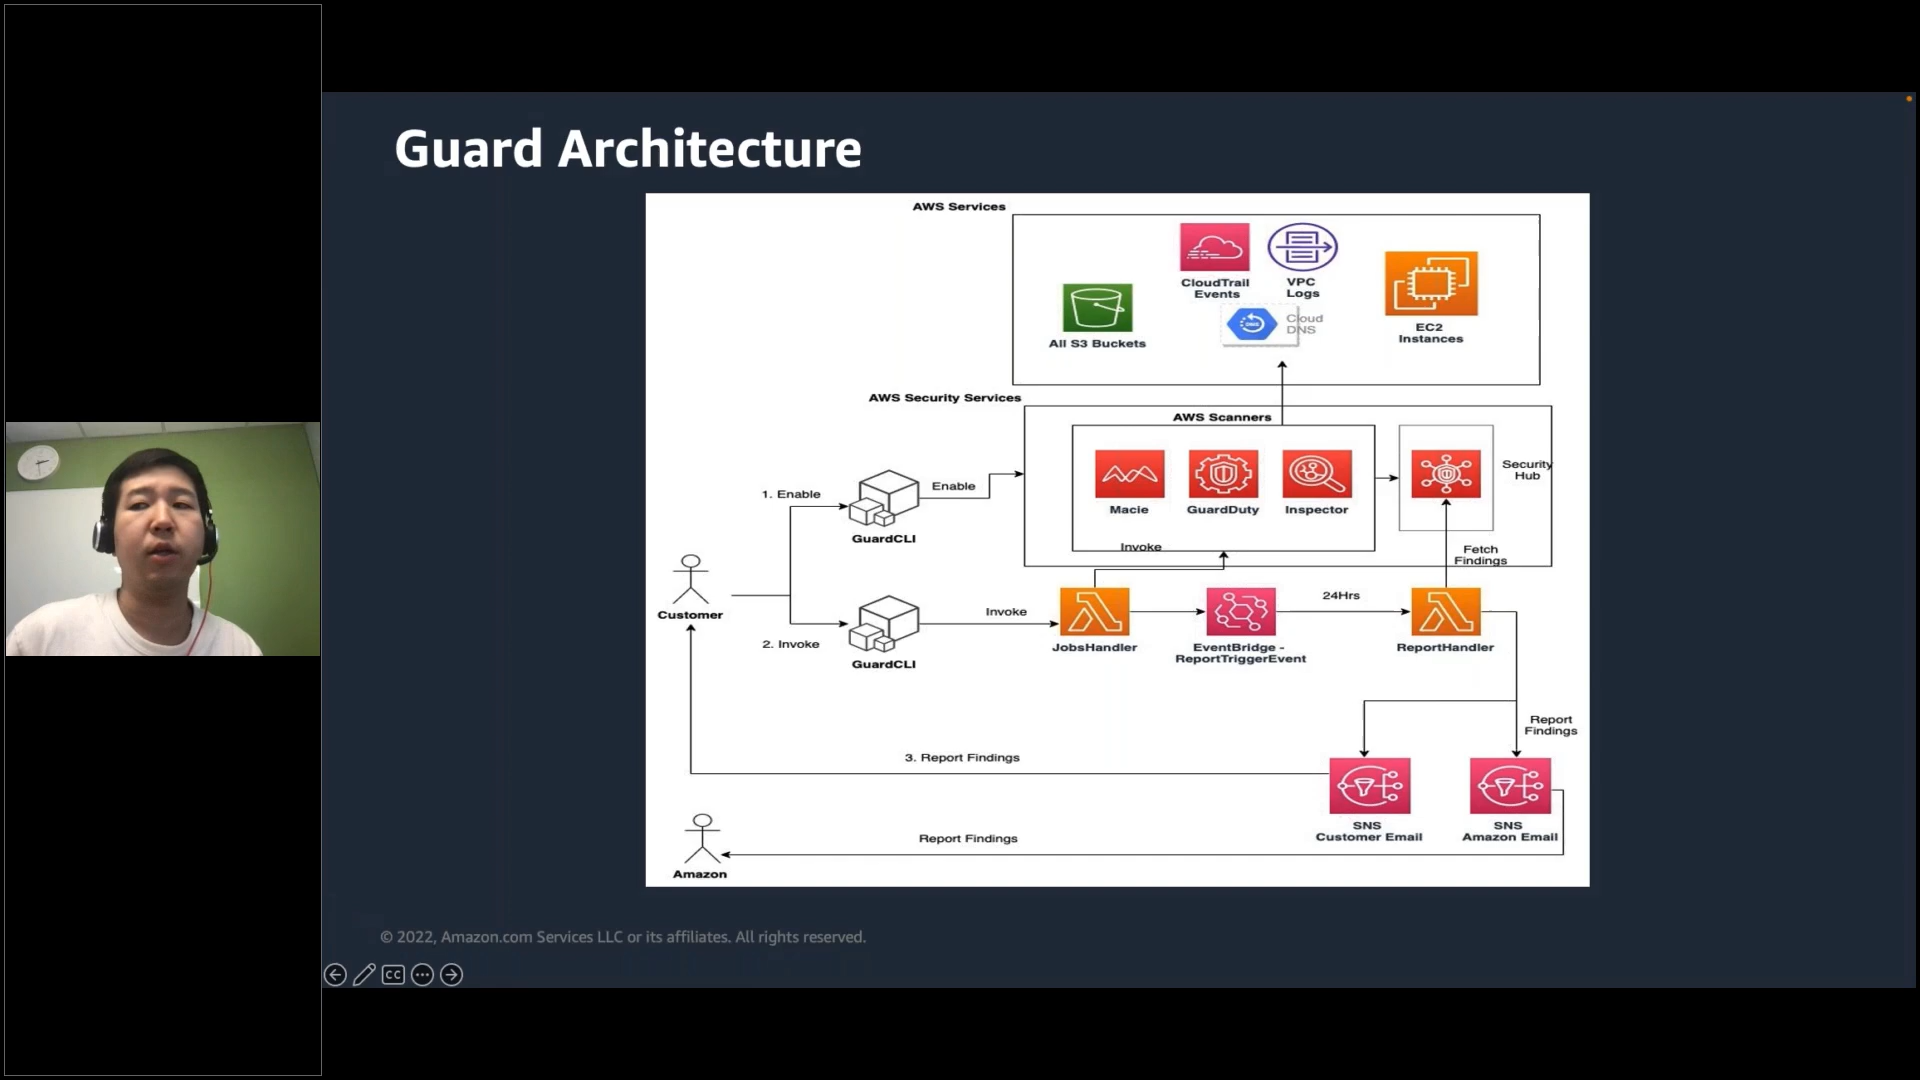 Guard Architecture
AWS Services
CloudTrail
Events
VPC
Logs
All S3 Buckets
DNS
Cloud
DNS
EC2
Instances
AWS Security Services
AWS Scanners
Macie
GuardDuty
Inspector
Security
Hub
1. Enable
Enable
GuardCLI
Invoke
Fetch
Findings
Customer
2. Invoke
GuardCLI
Invoke
JobsHandler
EventBridge -
ReportTriggerEvent
24Hrs
ReportHandler
Report
Findings
3. Report Findings
SNS
Customer Email
SNS
Amazon Email
Report Findings
Amazon
© 2022, Amazon.com Services LLC or its affiliates. All rights reserved.
CC